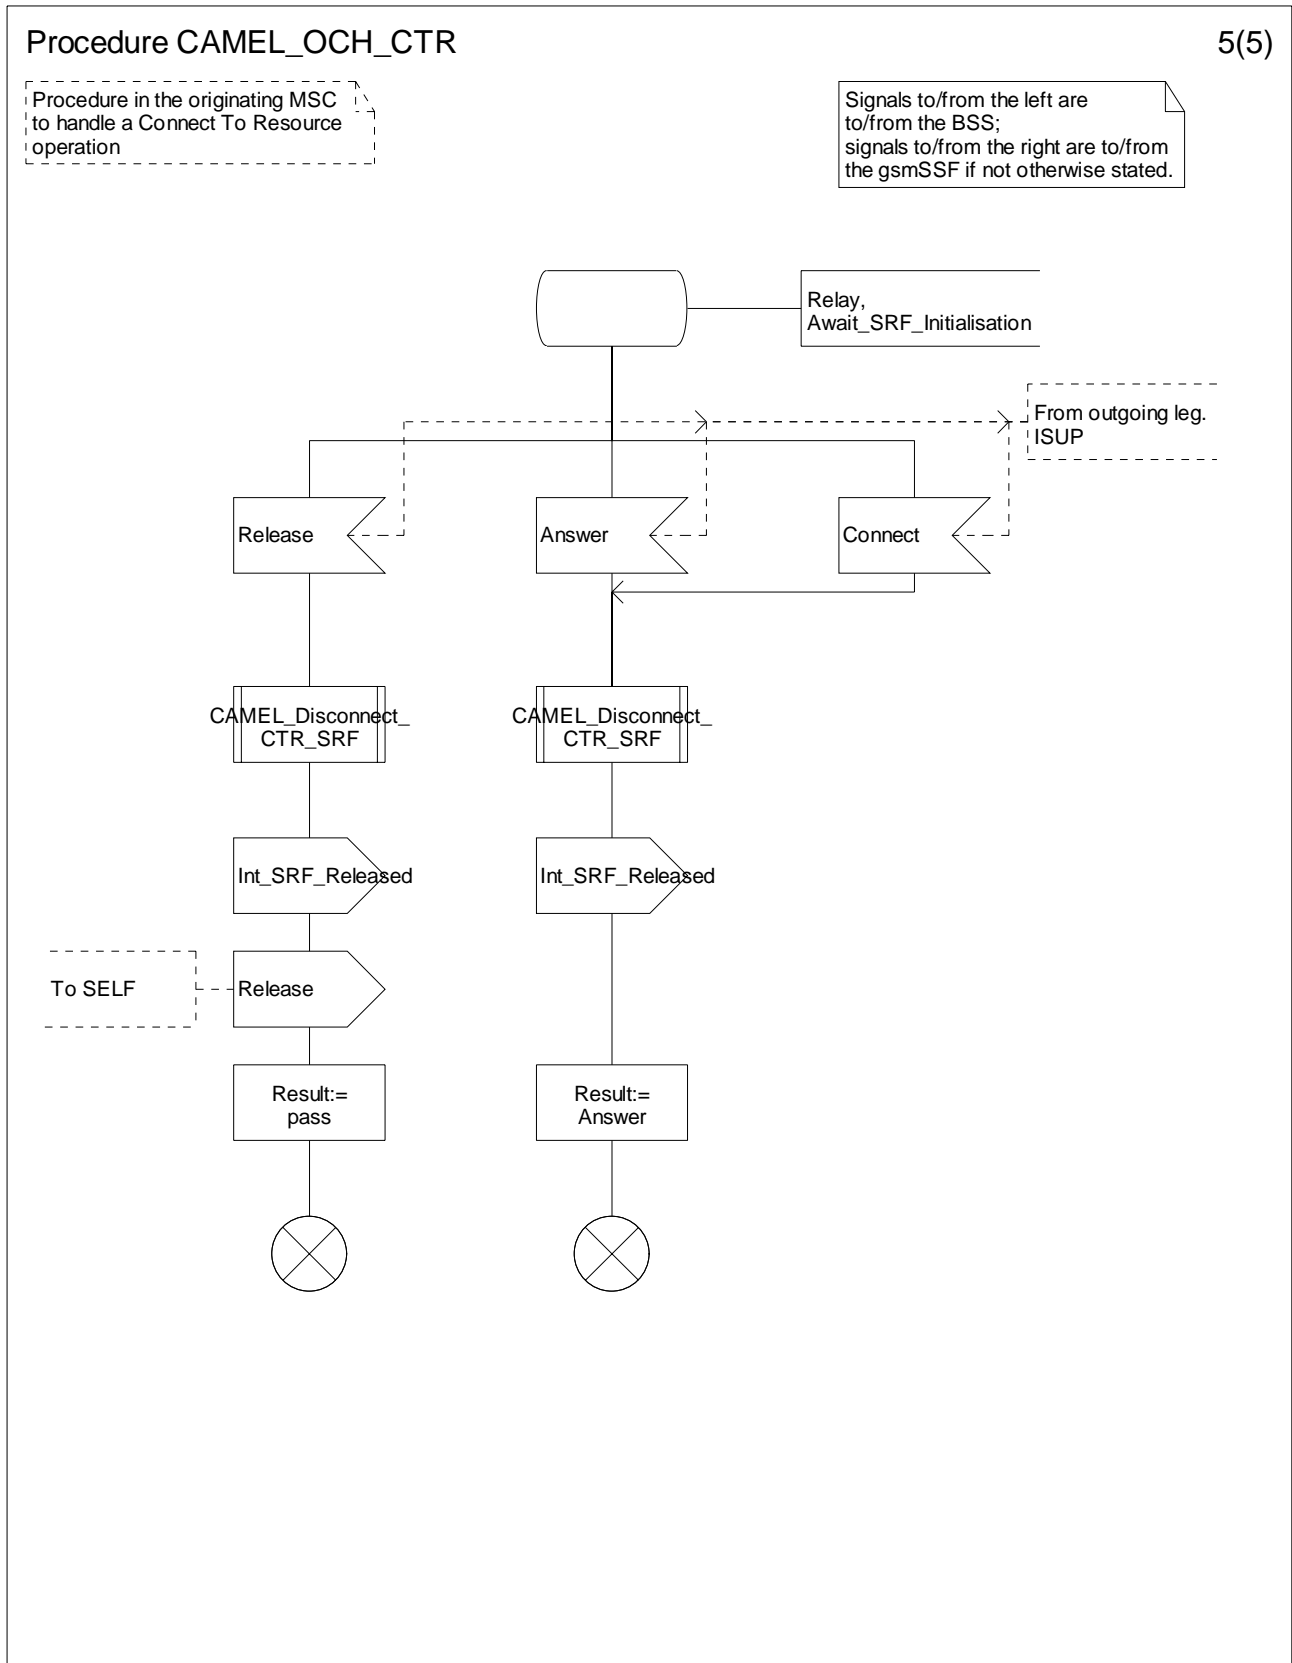 Procedure CAMEL_OCH_CTR
5(5)
Procedure in the originating MSC
to handle a Connect To Resource
operation
Signals to/from the left are
to/from the BSS;
signals to/from the right are to/from
the gsmSSF if not otherwise stated.
Relay,
Await_SRF_Initialisation
From outgoing leg.
ISUP
Release
Answer
Connect
CAMEL_Disconnect_
CTR_SRF
CAMEL_Disconnect_
CTR_SRF
Int_SRF_Released
Int_SRF_Released
To SELF
Release
Result:=
pass
Result:=
Answer